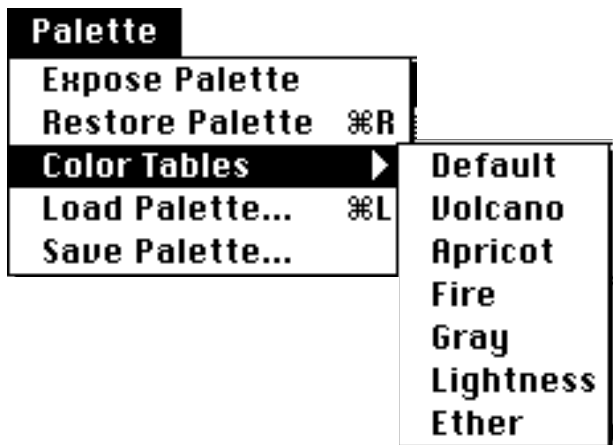 Palette
Expose Palette
Restore Palette ⌘R
Color Tables ▶
Load Palette... ⌘L
Save Palette...
Default
Volcano
Apricot
Fire
Gray
Lightness
Ether